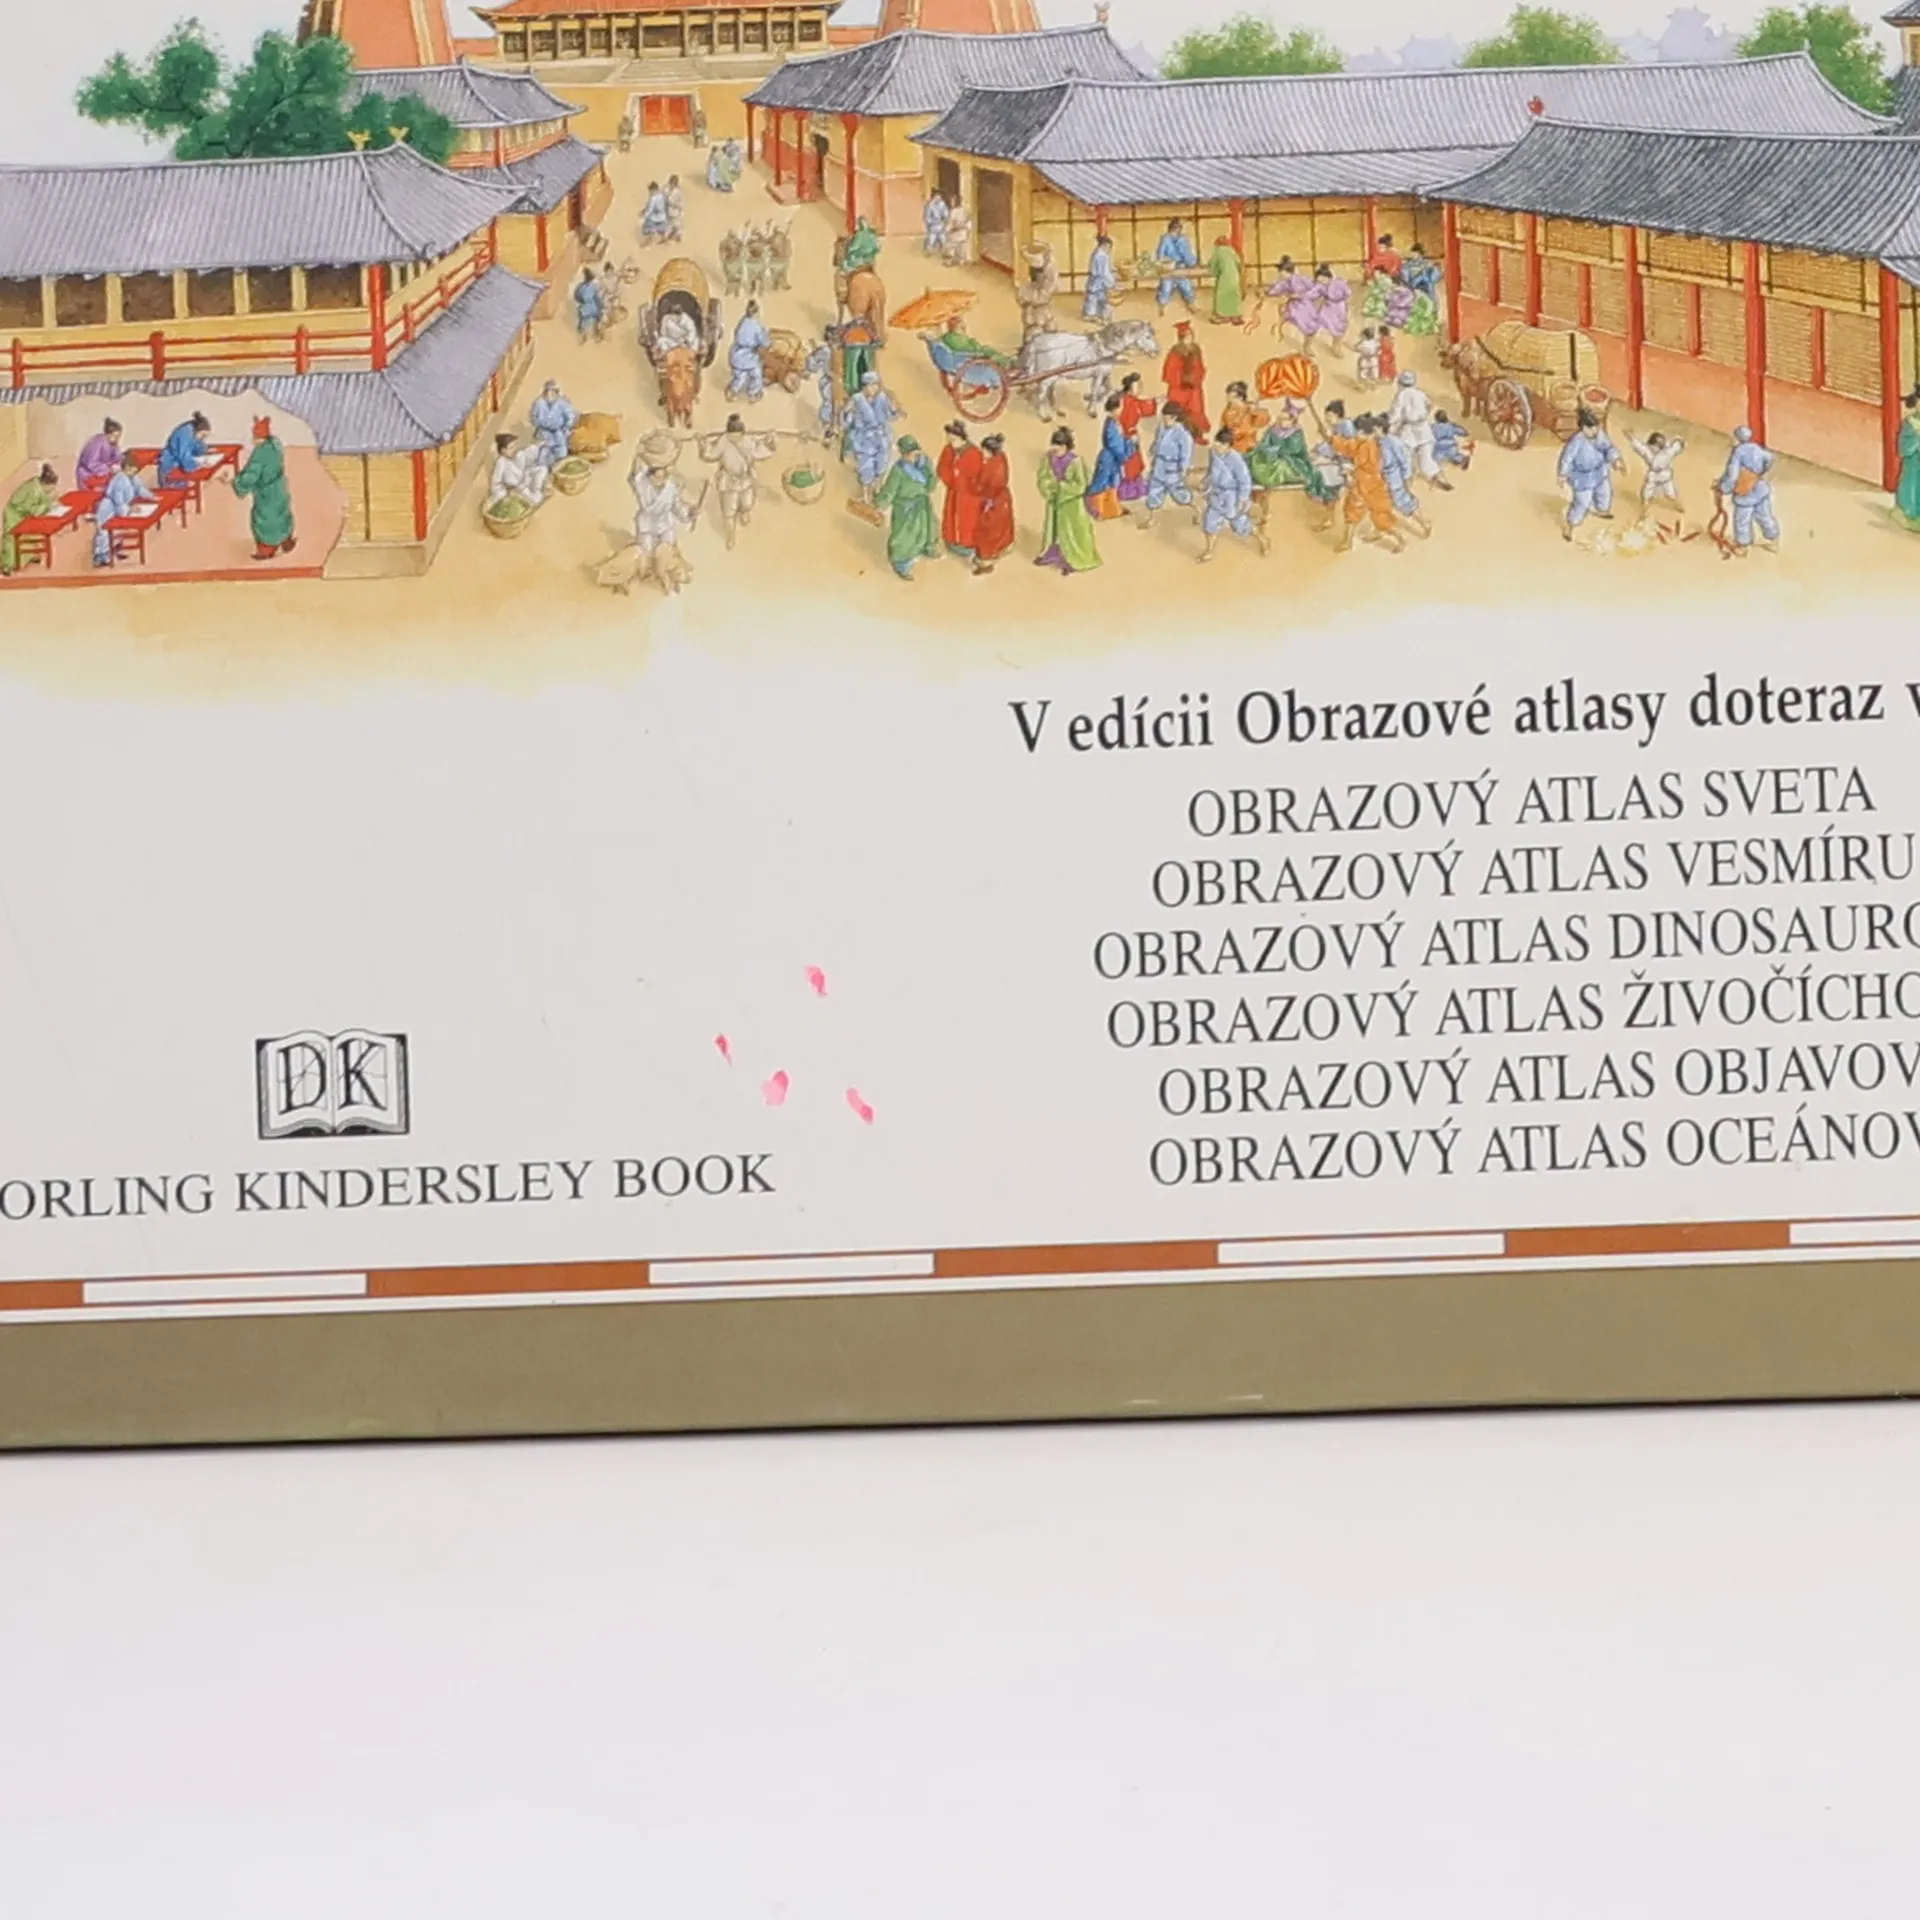 V edícii Obrazové atlasy doteraz
OBRAZOVÝ ATLAS SVETA
OBRAZOVÝ ATLAS VESMÍRU
OBRAZOVÝ ATLAS DINOSAURO
OBRAZOVÝ ATLAS ŽIVOČÍCHO
OBRAZOVÝ ATLAS OBJAVOV
OBRAZOVÝ ATLAS OCEÁNOV
DK
ORLING KINDERSLEY BOOK